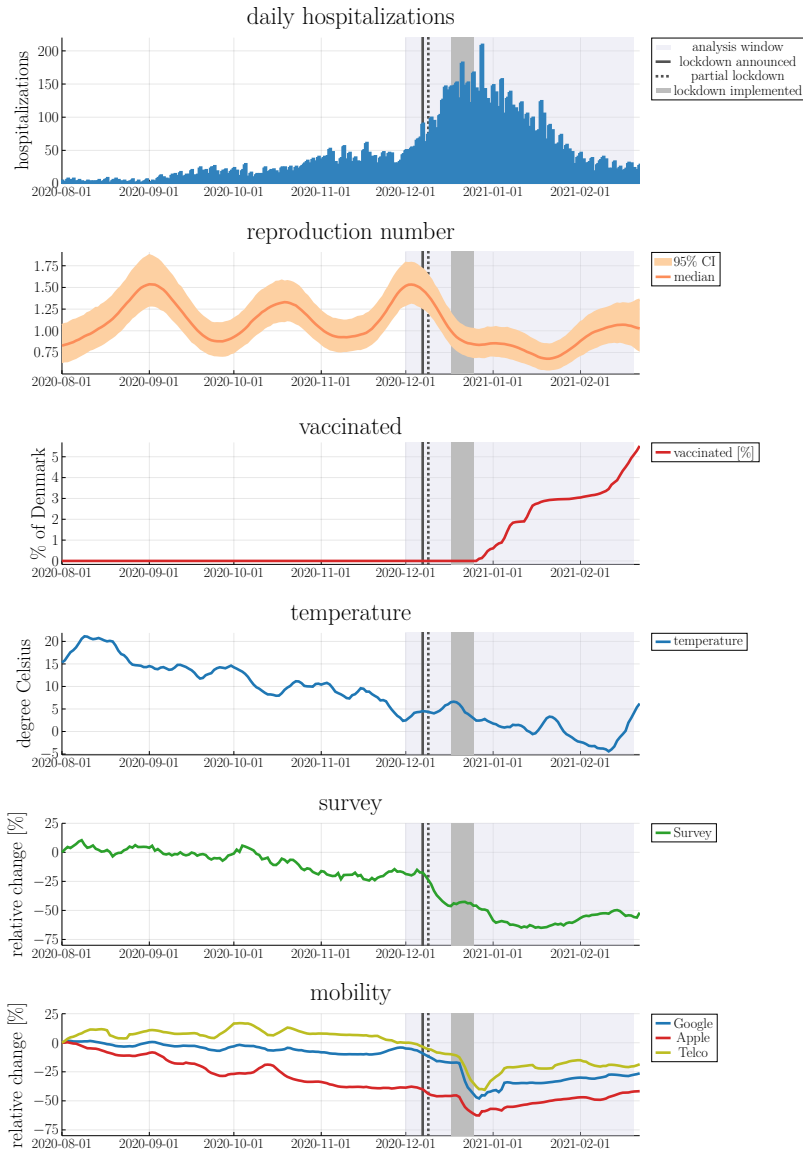 daily hospitalizations
hospitalizations
200
150
100
50
0
2020-08-01 2020-09-01 2020-10-01 2020-11-01 2020-12-01 2021-01-01 2021-02-01
analysis window
lockdown announced
partial lockdown
lockdown implemented
reproduction number
1.75
1.50
1.25
1.00
0.75
2020-08-01 2020-09-01 2020-10-01 2020-11-01 2020-12-01 2021-01-01 2021-02-01
95% CI
median
vaccinated
% of Denmark
5
4
3
2
1
0
2020-08-01 2020-09-01 2020-10-01 2020-11-01 2020-12-01 2021-01-01 2021-02-01
vaccinated [%]
temperature
degree Celsius
20
15
10
5
0
−5
2020-08-01 2020-09-01 2020-10-01 2020-11-01 2020-12-01 2021-01-01 2021-02-01
temperature
survey
relative change [%]
25
0
−25
−50
−75
2020-08-01 2020-09-01 2020-10-01 2020-11-01 2020-12-01 2021-01-01 2021-02-01
Survey
mobility
relative change [%]
25
0
−25
−50
−75
2020-08-01 2020-09-01 2020-10-01 2020-11-01 2020-12-01 2021-01-01 2021-02-01
Google
Apple
Telco